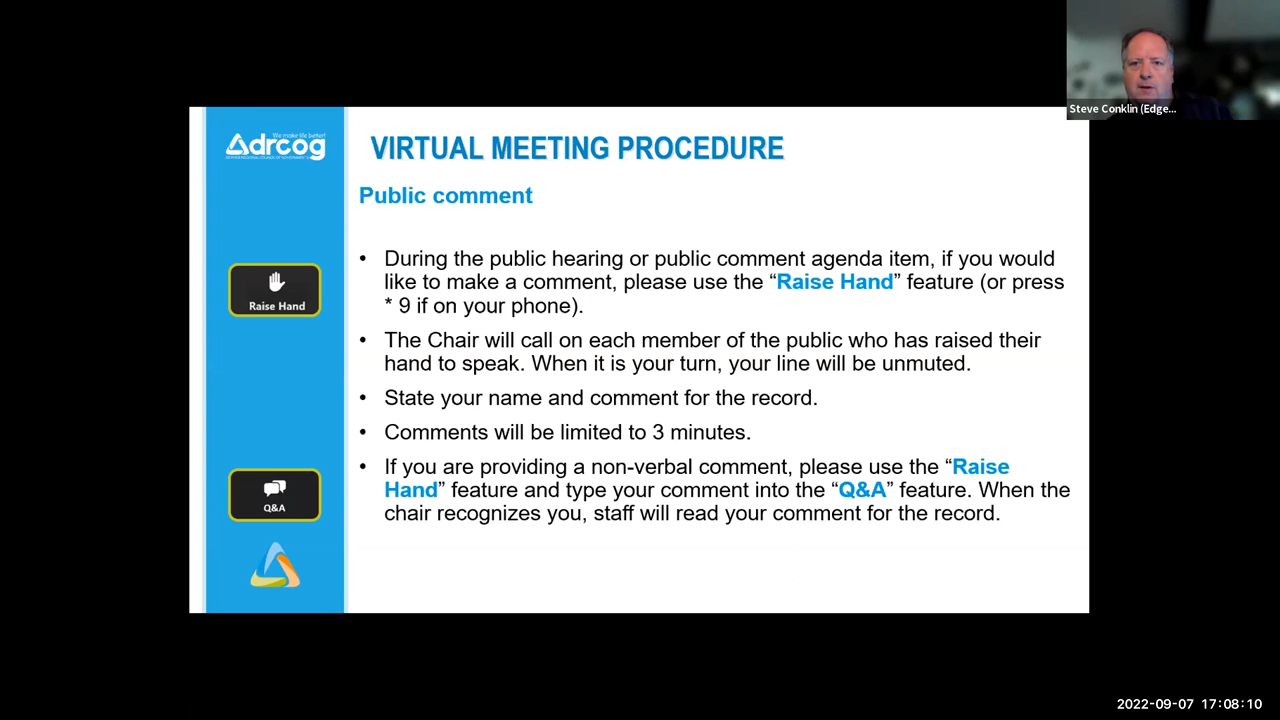 Steve Conklin (Edge...
We make life better!
drcog
VIRTUAL MEETING PROCEDURE
Public comment
• During the public hearing or public comment agenda item, if you would
like to make a comment, please use the “Raise Hand” feature (or press
* 9 if on your phone).
Raise Hand
• The Chair will call on each member of the public who has raised their
hand to speak. When it is your turn, your line will be unmuted.
• State your name and comment for the record.
• Comments will be limited to 3 minutes.
• If you are providing a non-verbal comment, please use the “Raise
Hand” feature and type your comment into the “Q&A” feature. When the
chair recognizes you, staff will read your comment for the record.
Q&A
2022-09-07 17:08:10